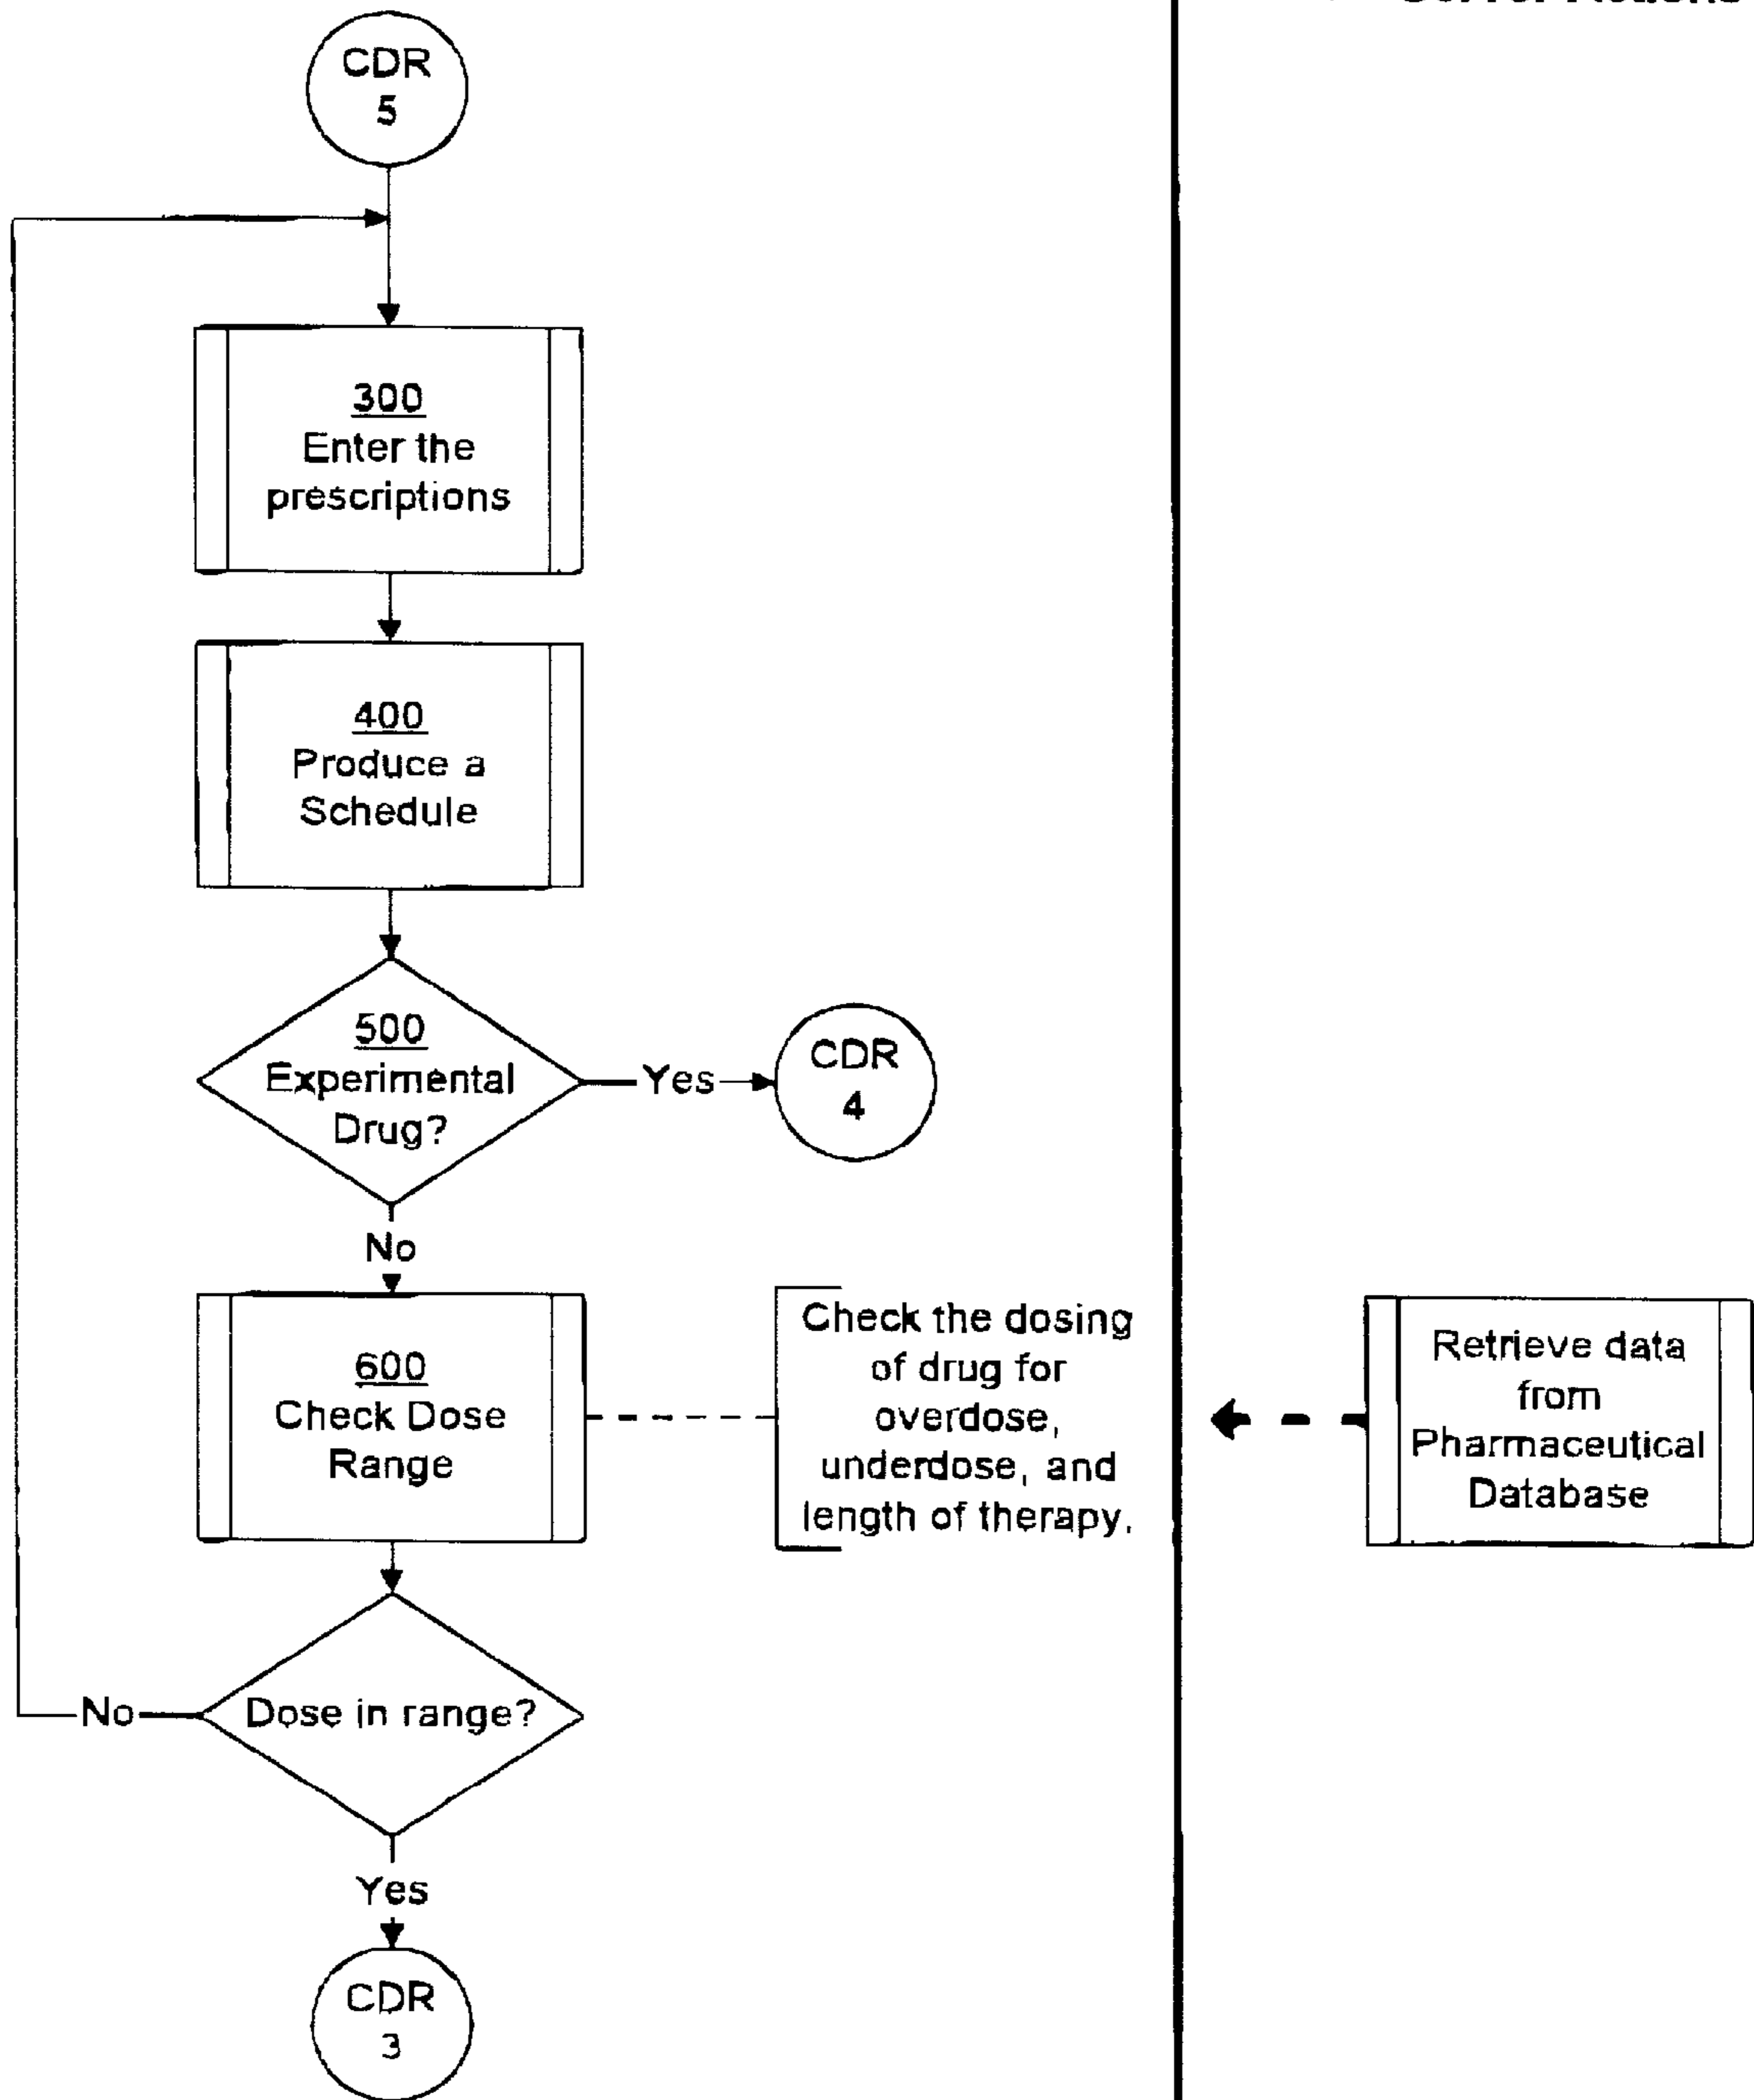 CDR
5
300
Enter the
prescriptions
400
Produce a
Schedule
500
Experimental
Drug?
Yes
CDR
4
No
600
Check Dose
Range
Check the dosing
of drug for
overdose,
underdose, and
length of therapy.
Retrieve data
from
Pharmaceutical
Database
No
Dose in range?
Yes
CDR
3